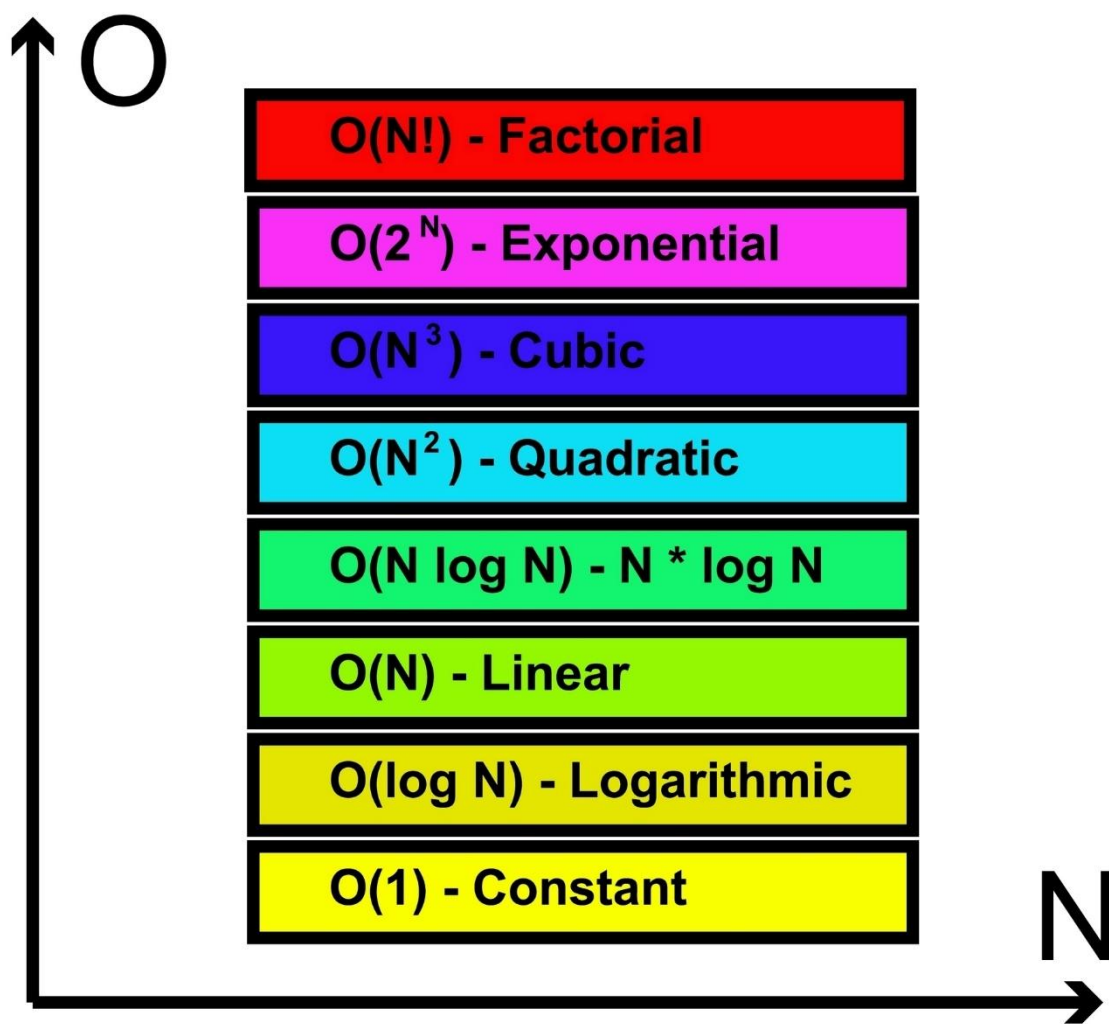 O
O(N!) - Factorial
O(2^N) - Exponential
O(N^3) - Cubic
O(N^2) - Quadratic
O(N log N) - N * log N
O(N) - Linear
O(log N) - Logarithmic
O(1) - Constant
N